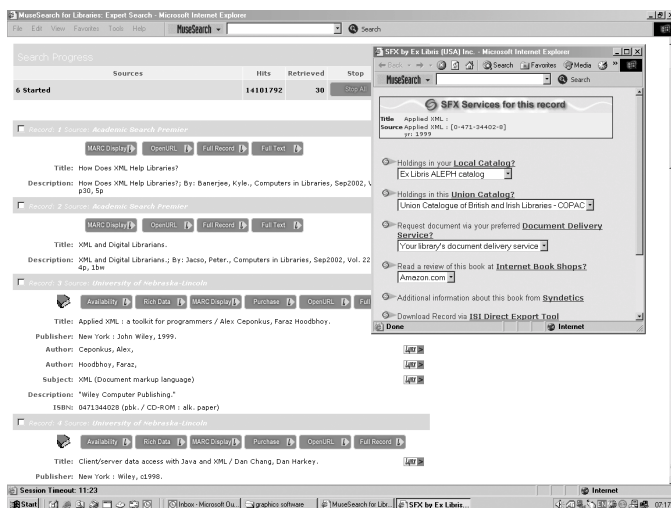 MuseSearch for Libraries: Expert Search - Microsoft Internet Explorer
File Edit View Favorites Tools Help MuseSearch Search
Search Progress
Sources Hits Retrieved Stop
6 Started 14101792 30 Stop All
Record: 1 Source: Academic Search Premier
MARC Display OpenURL Full Record Full Text
Title: How Does XML Help Libraries?
Description: How Does XML Help Libraries?; By: Banerjee, Kyle., Computers in Libraries, Sep2002, V
p30, 5p
Record: 2 Source: Academic Search Premier
MARC Display OpenURL Full Record Full Text
Title: XML and Digital Librarians.
Description: XML and Digital Librarians.; By: Jacso, Peter., Computers in Libraries, Sep2002, Vol. 22
4p, 1bw
Record: 3 Source: University of Nebraska-Lincoln
Availability Rich Data MARC Display Purchase OpenURL Full
Title: Applied XML : a toolkit for programmers / Alex Ceponkus, Faraz Hoodbhoy.
Publisher: New York : John Wiley, 1999.
Author: Ceponkus, Alex,
Author: Hoodbhoy, Faraz,
Subject: XML (Document markup language)
Description: "Wiley Computer Publishing."
ISBN: 0471344028 (pbk. / CD-ROM : alk. paper)
Record: 4 Source: University of Nebraska-Lincoln
Availability Rich Data MARC Display Purchase OpenURL Full Record
Title: Client/server data access with Java and XML / Dan Chang, Dan Harkey.
Publisher: New York : Wiley, c1998.
Session Timeout: 11:23 Internet
Start Inbox - Microsoft Ou... graphics software MuseSearch for Libr... SFX by Ex Libris... 07:17
SFX by Ex Libris (USA) Inc. - Microsoft Internet Explorer
Back Search Favorites Media
MuseSearch Search
SFX Services for this record
Title Applied XML :
Source Applied XML : [0-471-34402-8]
yr: 1999
Holdings in your Local Catalog?
Ex Libris ALEPH catalog
Holdings in this Union Catalog?
Union Catalogue of British and Irish Libraries - COPAC
Request document via your preferred Document Delivery
Service?
Your library's document delivery service
Read a review of this book at Internet Book Shops?
Amazon.com
Additional information about this book from Syndetics
Download Record via ISI Direct Export Tool
Done Internet